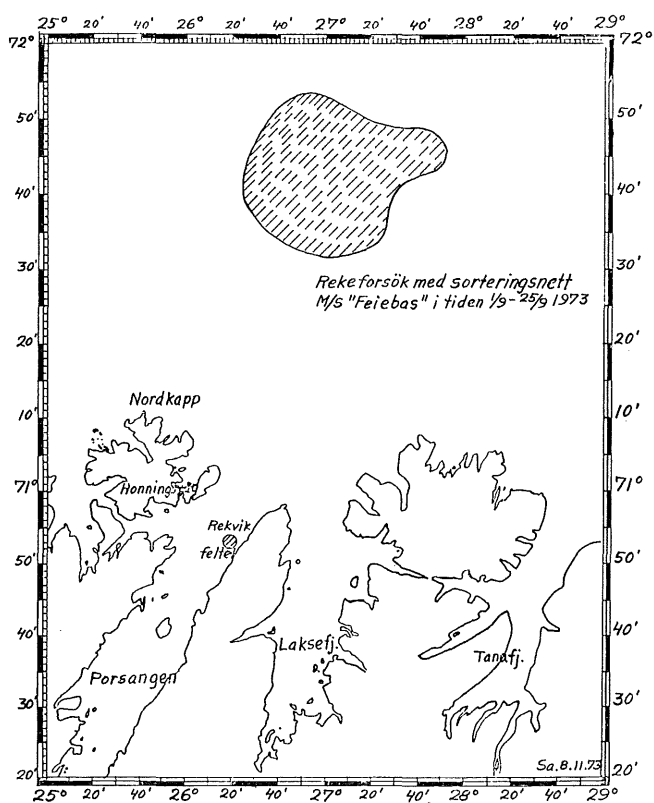 25° 20' 40' 26° 20' 40' 27° 20' 40' 28° 20' 40' 29°
72° 72°
50' 50'
40' 40'
30' 30'
Rekeforsök med sorteringsnett
M/s "Feiebas" i tiden 1/9-25/9 1973
20' 20'
Nordkapp
10' 10'
71° 71°
Honningsvåg
Rekvik
feltet
50' 50'
40' 40'
Laksefj.
Tanafj.
Porsangen
30' 30'
Sa.8.11.73
20' 20'
25° 20' 40' 26° 20' 40' 27° 20' 40' 28° 20' 40' 29°